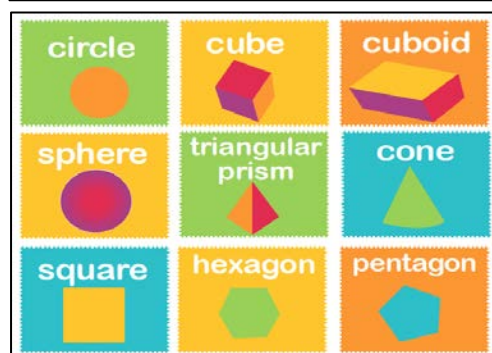 circle
cube
cuboid
sphere
triangular
prism
cone
square
hexagon
pentagon